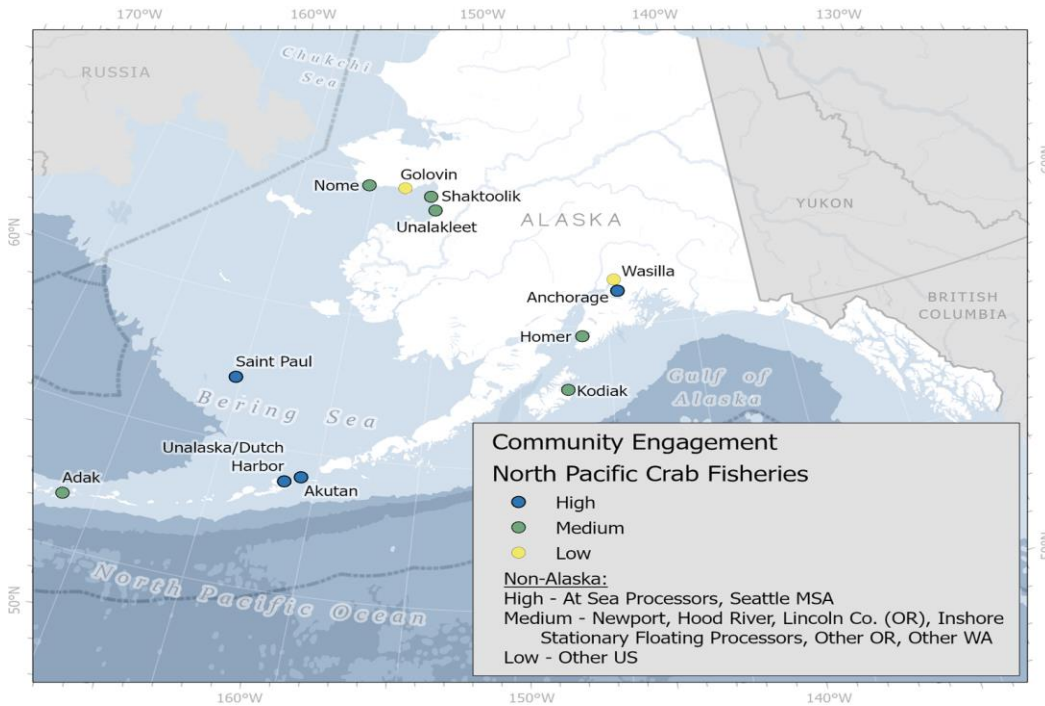 170°W
160°W
150°W
140°W
130°W
RUSSIA
Chukchi
Sea
Golovin
Nome
Shaktoolik
Unalakleet
ALASKA
YUKON
60°N
60°N
Wasilla
Anchorage
BRITISH
COLUMBIA
Homer
Saint Paul
Gulf of
Alaska
Kodiak
Bering Sea
Unalaska/Dutch
Harbor
Akutan
Adak
North Pacific Ocean
50°N
50°N
Community Engagement
North Pacific Crab Fisheries
High
Medium
Low
Non-Alaska:
High - At Sea Processors, Seattle MSA
Medium - Newport, Hood River, Lincoln Co. (OR), Inshore
Stationary Floating Processors, Other OR, Other WA
Low - Other US
160°W
150°W
140°W